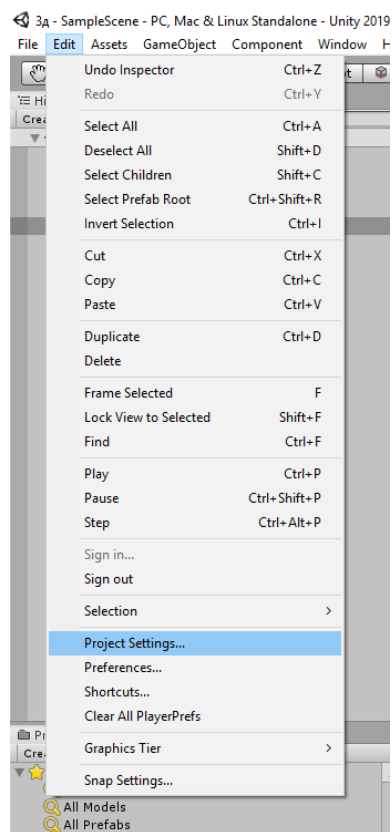 3д - SampleScene - PC, Mac & Linux Standalone - Unity 2019
File Edit Assets GameObject Component Window H
Undo Inspector Ctrl+Z
Redo Ctrl+Y
Select All Ctrl+A
Deselect All Shift+D
Select Children Shift+C
Select Prefab Root Ctrl+Shift+R
Invert Selection Ctrl+I
Cut Ctrl+X
Copy Ctrl+C
Paste Ctrl+V
Duplicate Ctrl+D
Delete
Frame Selected F
Lock View to Selected Shift+F
Find Ctrl+F
Play Ctrl+P
Pause Ctrl+Shift+P
Step Ctrl+Alt+P
Sign in...
Sign out
Selection >
Project Settings...
Preferences...
Shortcuts...
Clear All PlayerPrefs
Graphics Tier >
Snap Settings...
All Models
All Prefabs